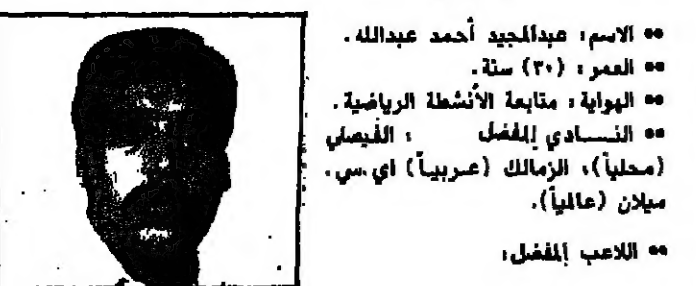 ●● الاسم: عبدالمجيد أحمد عبدالله.
●● العمر: (٣٠) سنة.
●● الهواية: متابعة الأنشطة الرياضية.
●● النـــادي المفضل : الفيصلي
(محلياً)، الزمالك (عربياً) اي.سي.
ميلان (عالمياً).
●● اللاعب المفضل: